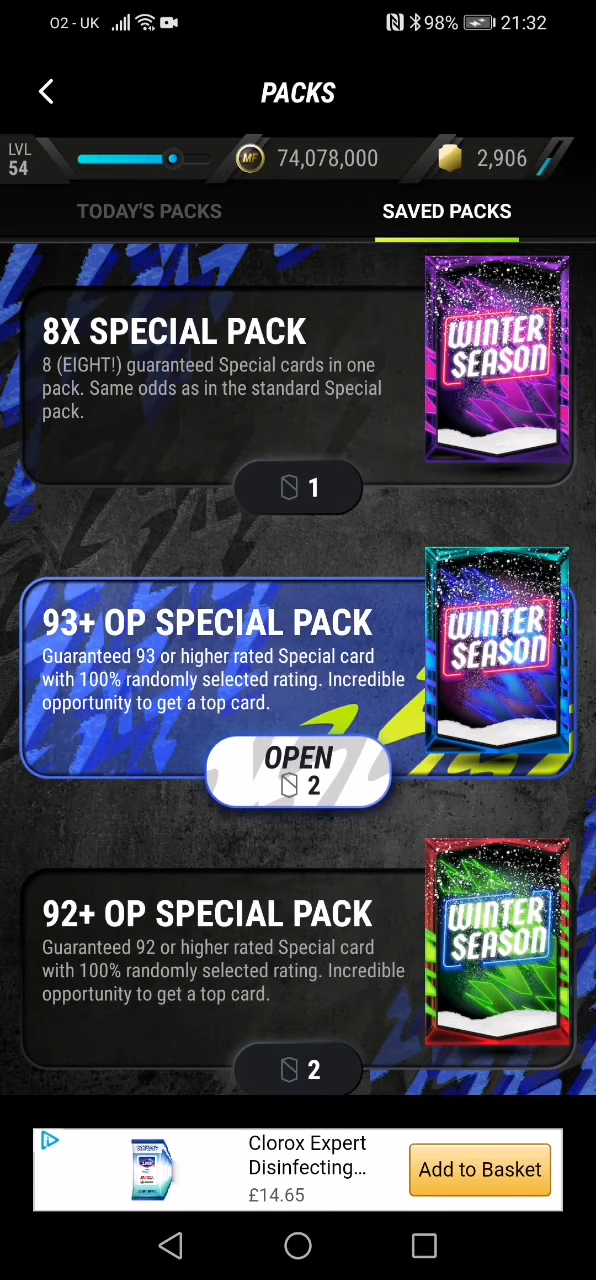 O2 - UK
98%
21:32
PACKS
LVL
54
MF
74,078,000
2,906
TODAY'S PACKS
SAVED PACKS
8X SPECIAL PACK
8 (EIGHT!) guaranteed Special cards in one
pack. Same odds as in the standard Special
pack.
1
WINTER
SEASON
93+ OP SPECIAL PACK
Guaranteed 93 or higher rated Special card
with 100% randomly selected rating. Incredible
opportunity to get a top card.
OPEN
2
WINTER
SEASON
92+ OP SPECIAL PACK
Guaranteed 92 or higher rated Special card
with 100% randomly selected rating. Incredible
opportunity to get a top card.
2
WINTER
SEASON
Clorox Expert
Disinfecting...
£14.65
Add to Basket